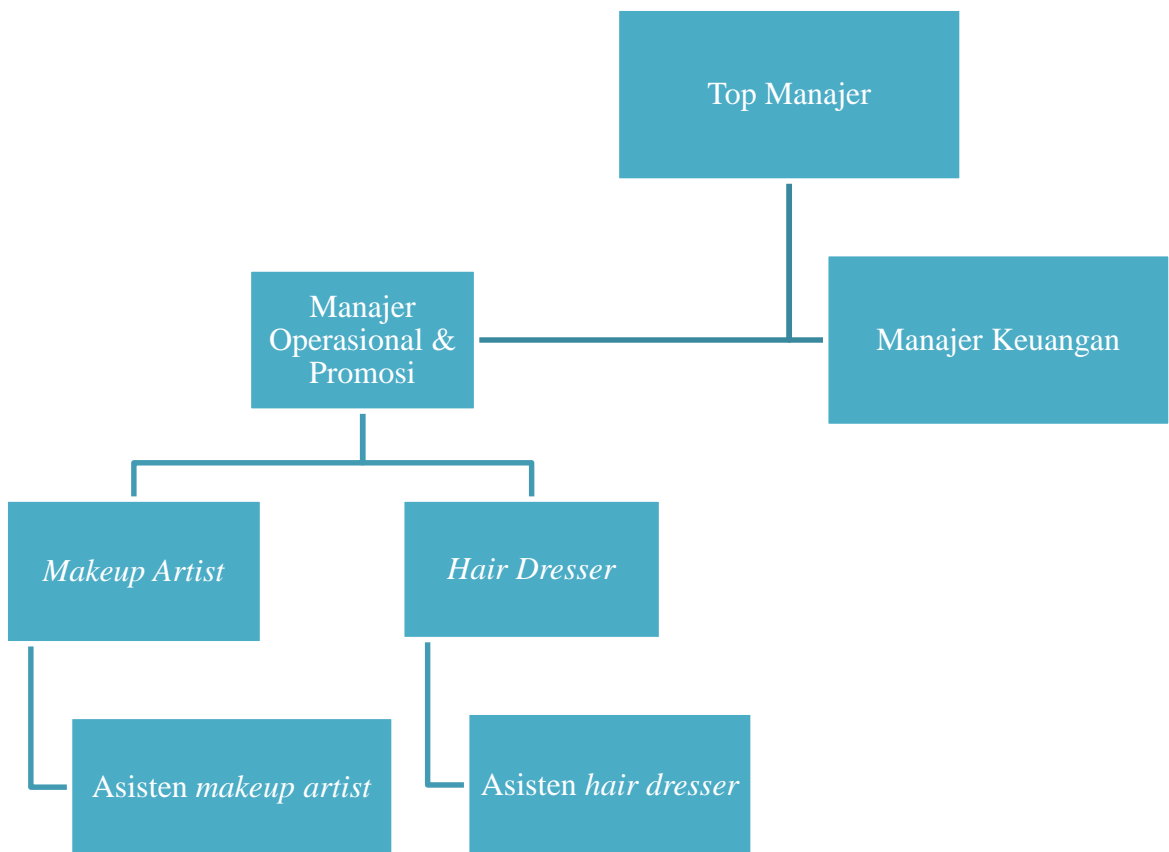 Top Manajer
Manajer
Operasional &
Promosi
Manajer Keuangan
Makeup Artist
Hair Dresser
Asisten makeup artist
Asisten hair dresser